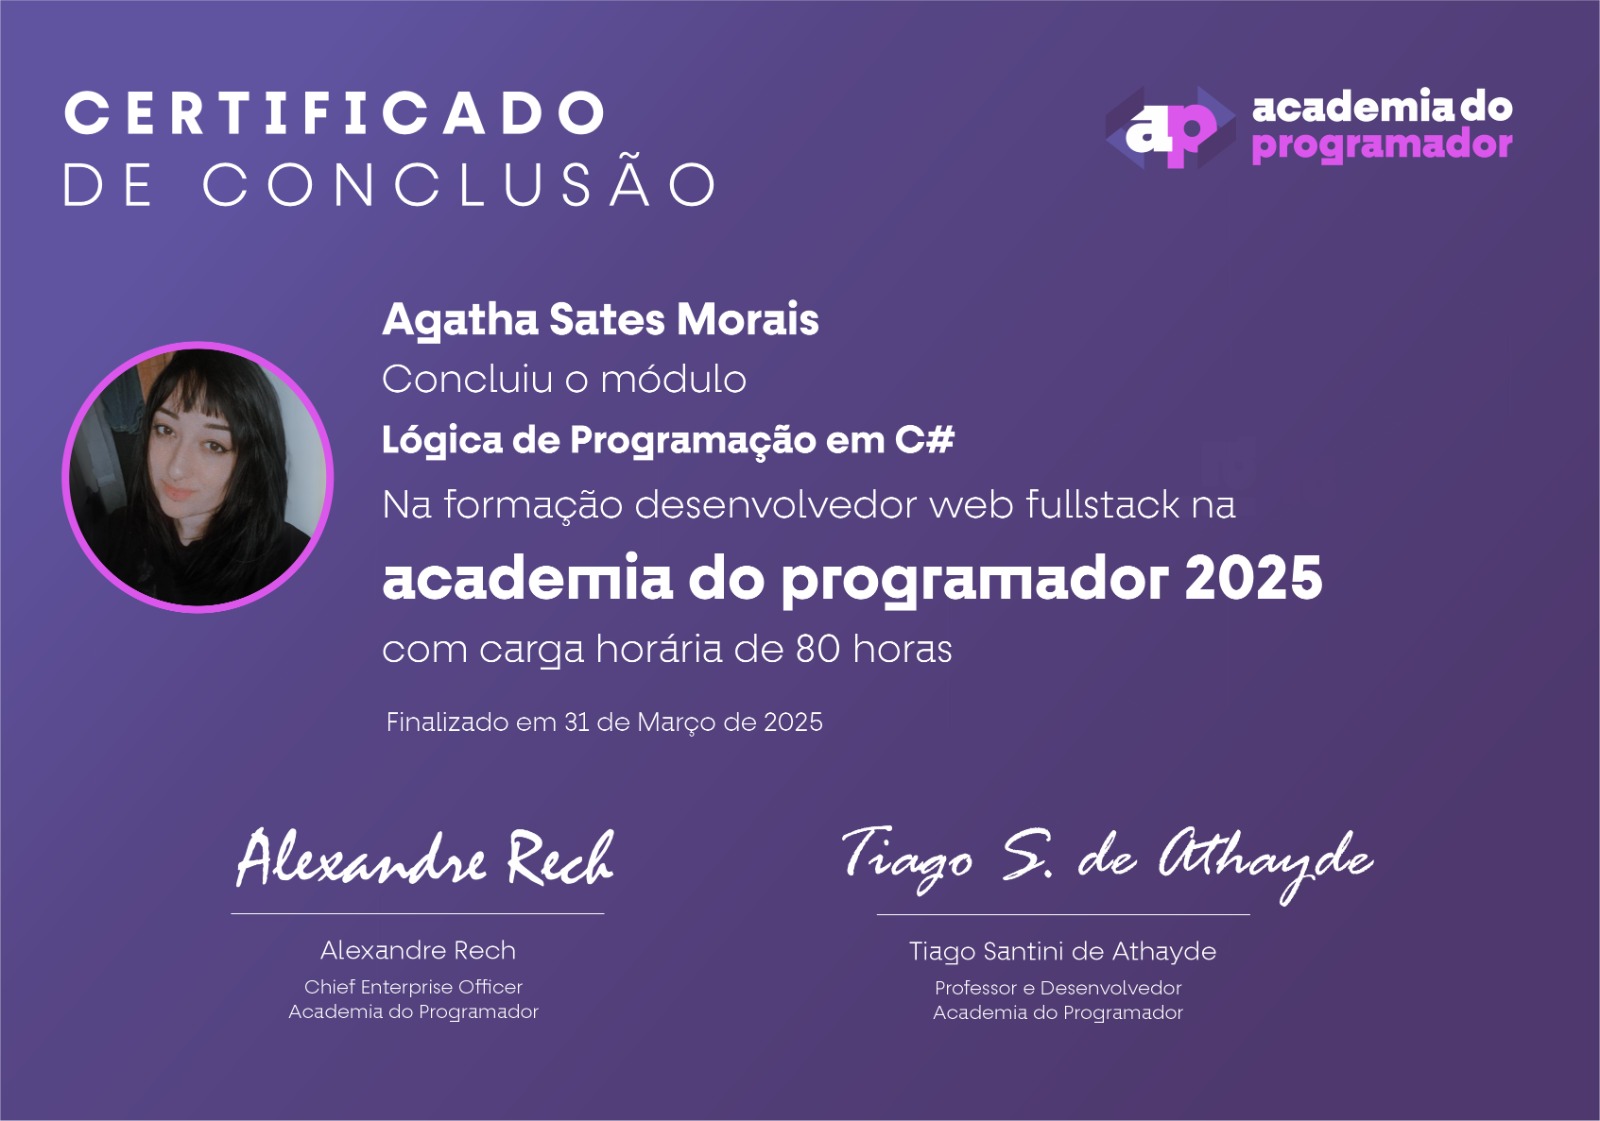 CERTIFICADO
DE CONCLUSÃO
ap
academia do
programador
Agatha Sates Morais
Concluiu o módulo
Lógica de Programação em C#
Na formação desenvolvedor web fullstack na
academia do programador 2025
com carga horária de 80 horas
Finalizado em 31 de Março de 2025
Alexandre Rech
Alexandre Rech
Chief Enterprise Officer
Academia do Programador
Tiago S. de Athayde
Tiago Santini de Athayde
Professor e Desenvolvedor
Academia do Programador